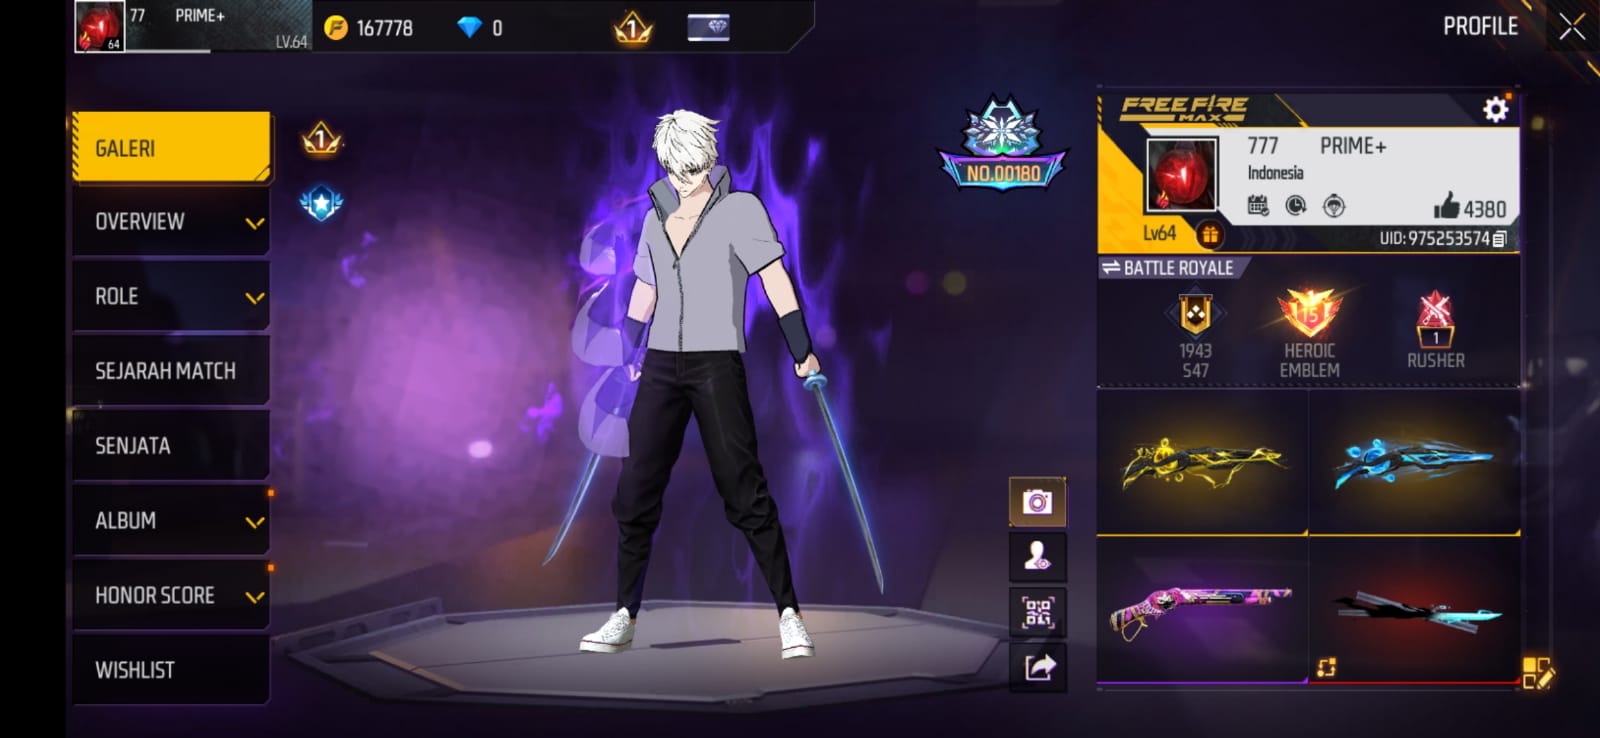 77 PRIME+
64
LV.64
167778
0
1
PROFILE
GALERI
OVERVIEW
ROLE
SEJARAH MATCH
SENJATA
ALBUM
HONOR SCORE
WISHLIST
1
NO.00180
FREE FIRE
MAX
777 PRIME+
Indonesia
4380
Lv64
UID: 975253574
BATTLE ROYALE
1943
S47
15
HEROIC
EMBLEM
1
RUSHER